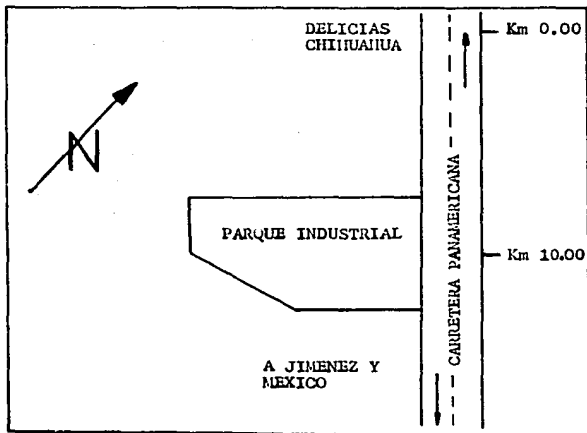 DELICIAS
CHIHUAHUA
Km 0.00
N
CARRETERA PANAMERICANA
PARQUE INDUSTRIAL
Km 10.00
A JIMENEZ Y
MEXICO